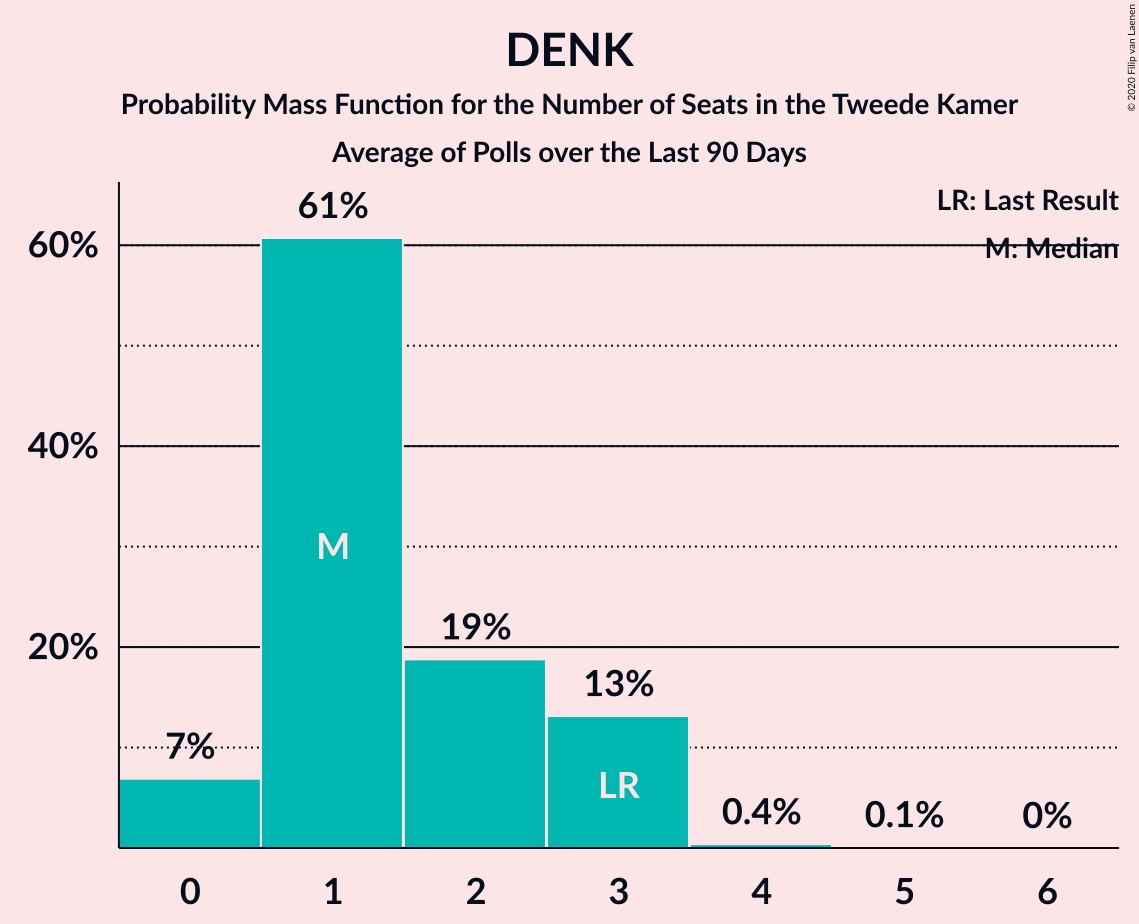 DENK
Probability Mass Function for the Number of Seats in the Tweede Kamer
Average of Polls over the Last 90 Days
© 2020 Filip van Laenen
LR: Last Result
M: Median
60%
40%
20%
7%
61%
19%
13%
0.4%
0.1%
0%
M
LR
0
1
2
3
4
5
6